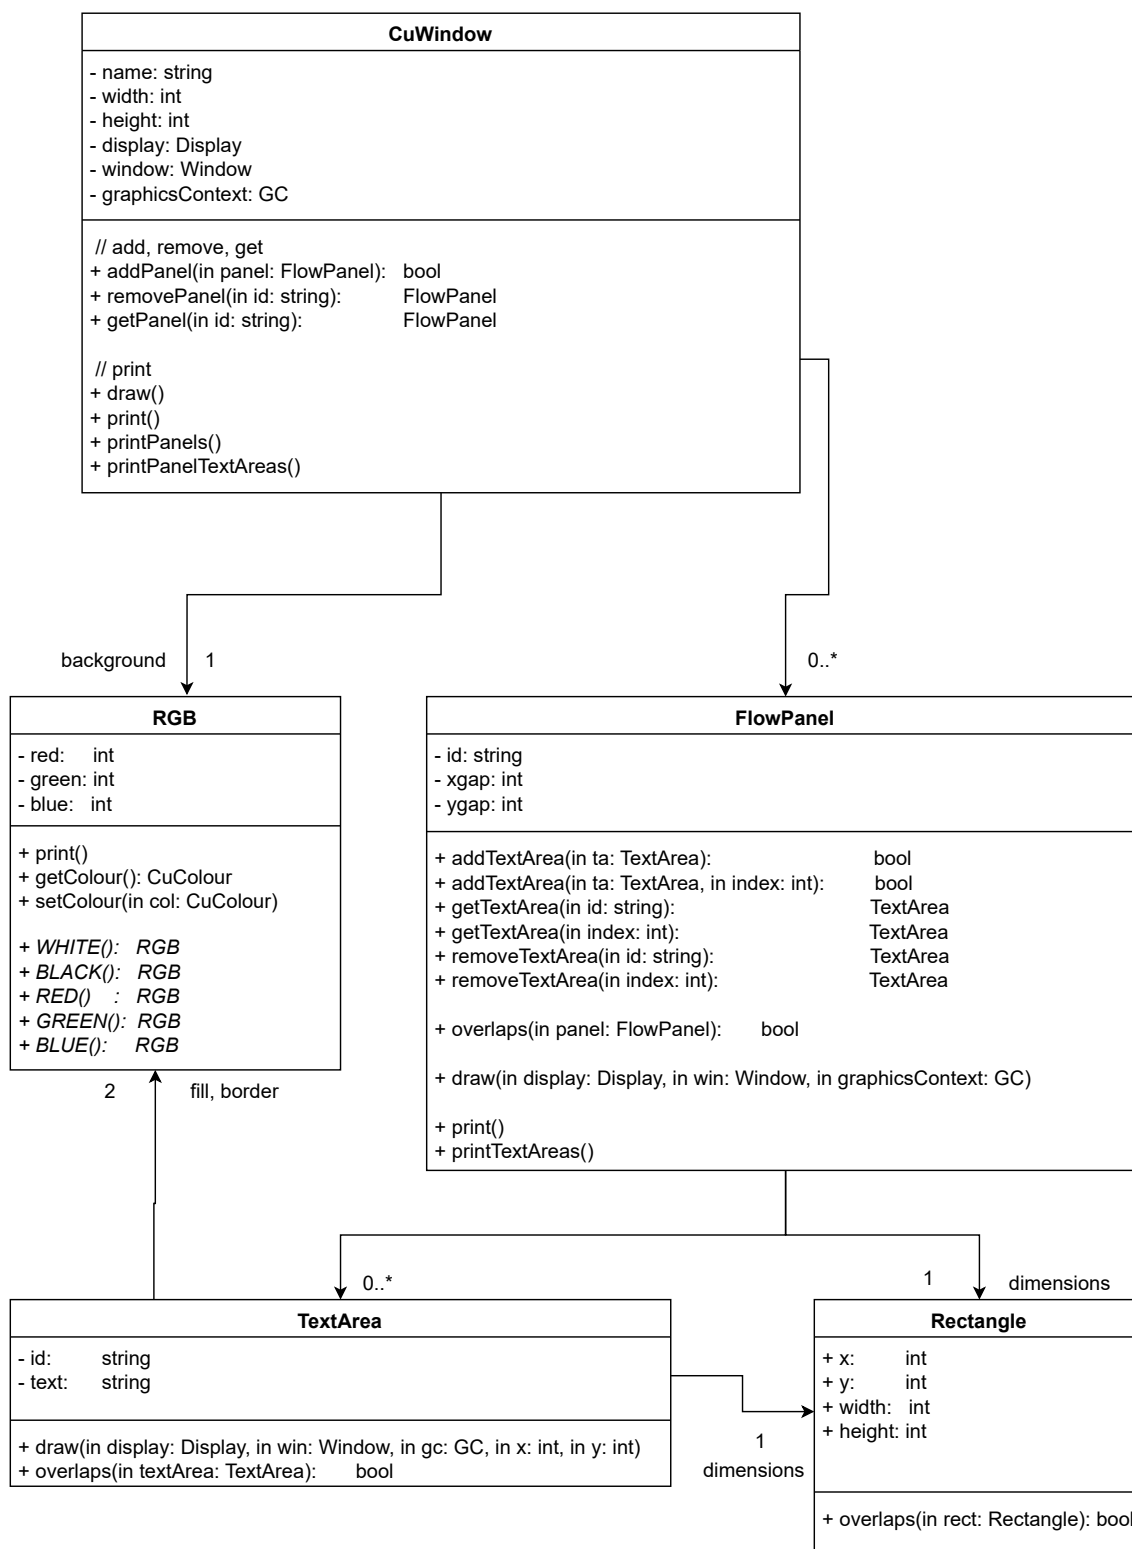 CuWindow
- name: string
- width: int
- height: int
- display: Display
- window: Window
- graphicsContext: GC
// add, remove, get
+ addPanel(in panel: FlowPanel): bool
+ removePanel(in id: string): FlowPanel
+ getPanel(in id: string): FlowPanel
// print
+ draw()
+ print()
+ printPanels()
+ printPanelTextAreas()
background 1
0..*
RGB
- red: int
- green: int
- blue: int
+ print()
+ getColour(): CuColour
+ setColour(in col: CuColour)
+ WHITE(): RGB
+ BLACK(): RGB
+ RED() : RGB
+ GREEN(): RGB
+ BLUE(): RGB
2 fill, border
FlowPanel
- id: string
- xgap: int
- ygap: int
+ addTextArea(in ta: TextArea): bool
+ addTextArea(in ta: TextArea, in index: int): bool
+ getTextArea(in id: string): TextArea
+ getTextArea(in index: int): TextArea
+ removeTextArea(in id: string): TextArea
+ removeTextArea(in index: int): TextArea
+ overlaps(in panel: FlowPanel): bool
+ draw(in display: Display, in win: Window, in graphicsContext: GC)
+ print()
+ printTextAreas()
0..*
1 dimensions
TextArea
- id: string
- text: string
+ draw(in display: Display, in win: Window, in gc: GC, in x: int, in y: int)
+ overlaps(in textArea: TextArea): bool
1
dimensions
Rectangle
+ x: int
+ y: int
+ width: int
+ height: int
+ overlaps(in rect: Rectangle): bool